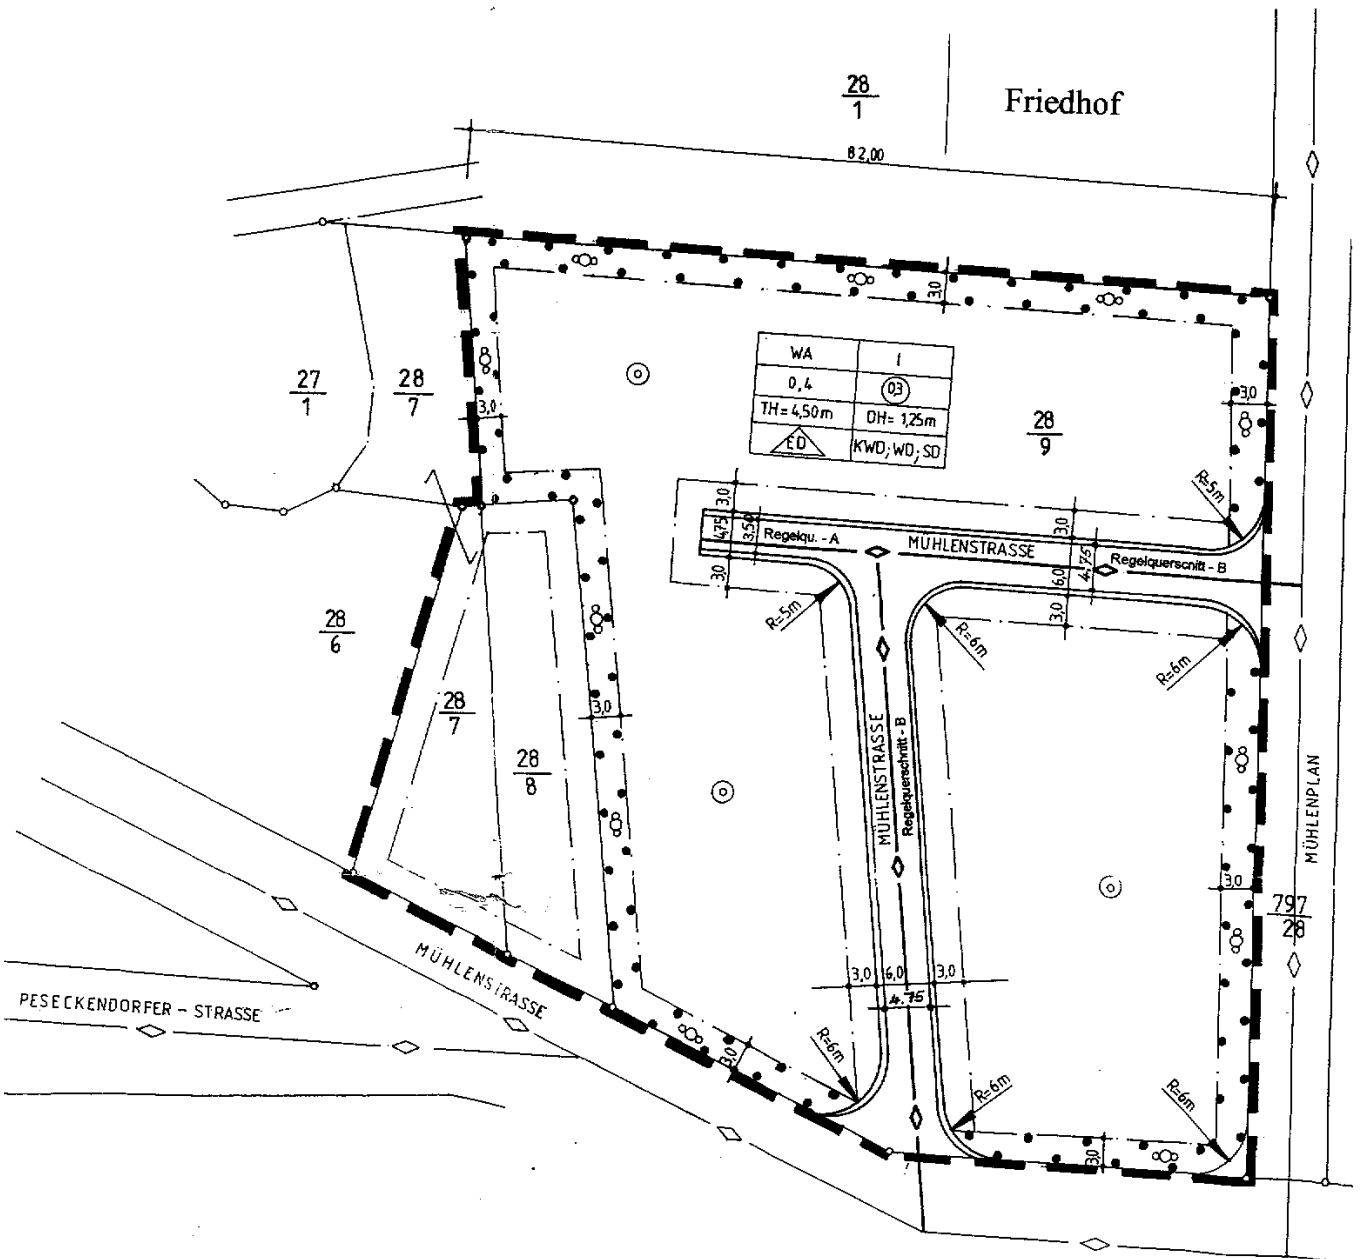 28
1
Friedhof
82,00
3,0
WA
I
0,4
0,3
TH= 4,50m
DH= 1,25m
ED
KWD; WD; SD
27
1
28
7
3,0
28
9
3,0
R=5m
3,0
4,75
3,50
Regelqu. - A
MÜHLENSTRASSE
3,0
Regelquerschnitt - B
4,75
6,0
3,0
3,0
R=5m
R=6m
R=6m
28
6
28
7
3,0
28
8
MÜHLENSTRASSE
Regelquerschnitt - B
MÜHLENPLAN
3,0
797
28
MÜHLENSTRASSE
3,0
6,0
3,0
4.75
PESECKENDORFER - STRASSE
3,0
R=6m
R=6m
R=6m
3,0